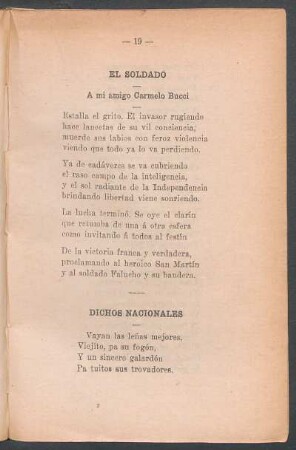 — 19 —
EL SOLDADO
A mi amigo Carmelo Bucci
Estalla el grito. El invasor rugiendo
hace lancetas de su vil conciencia,
muerde sus labios con feroz violencia
viendo que todo ya lo va perdiendo.
Ya de cadáveres se va cubriendo
el raso campo de la inteligencia,
y el sol radiante de la Independencia
brindando libertad viene sonriendo.
La lucha terminó. Se oye el clarín
que retumba de una á otra esfera
como invitando á todos al festín
De la victoria franca y verdadera,
proclamando al heroico San Martín
y al soldado Falucho y su bandera.
DICHOS NACIONALES
Vayan las leñas mejores,
Viejito, pa su fogón,
Y un sincero galardón
Pa tuitos sus trovadores.